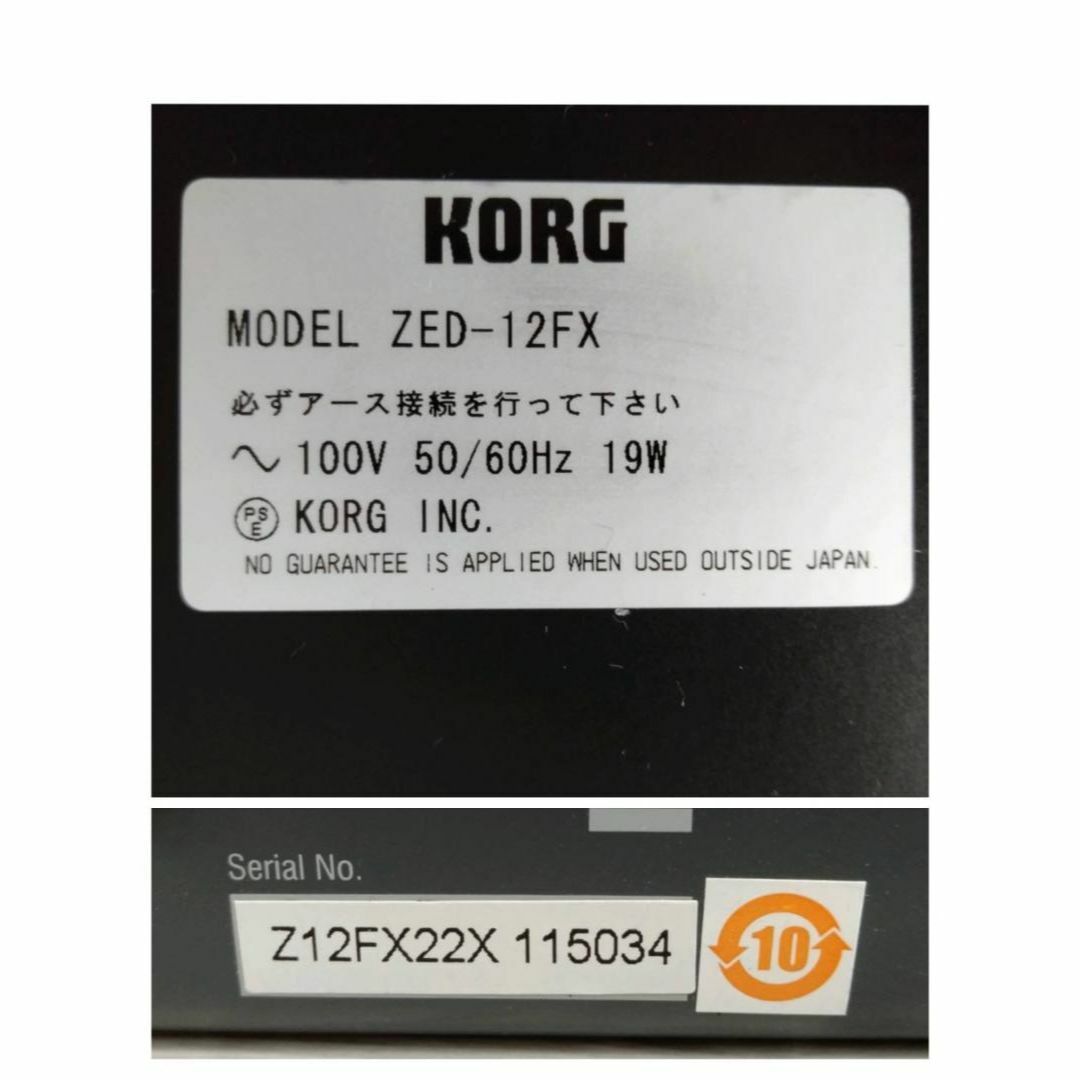 KORG
MODEL ZED-12FX
必ずアース接続を行って下さい
~ 100V 50/60Hz 19W
PSE KORG INC.
NO GUARANTEE IS APPLIED WHEN USED OUTSIDE JAPAN.
Serial No.
Z12FX22X 115034
10